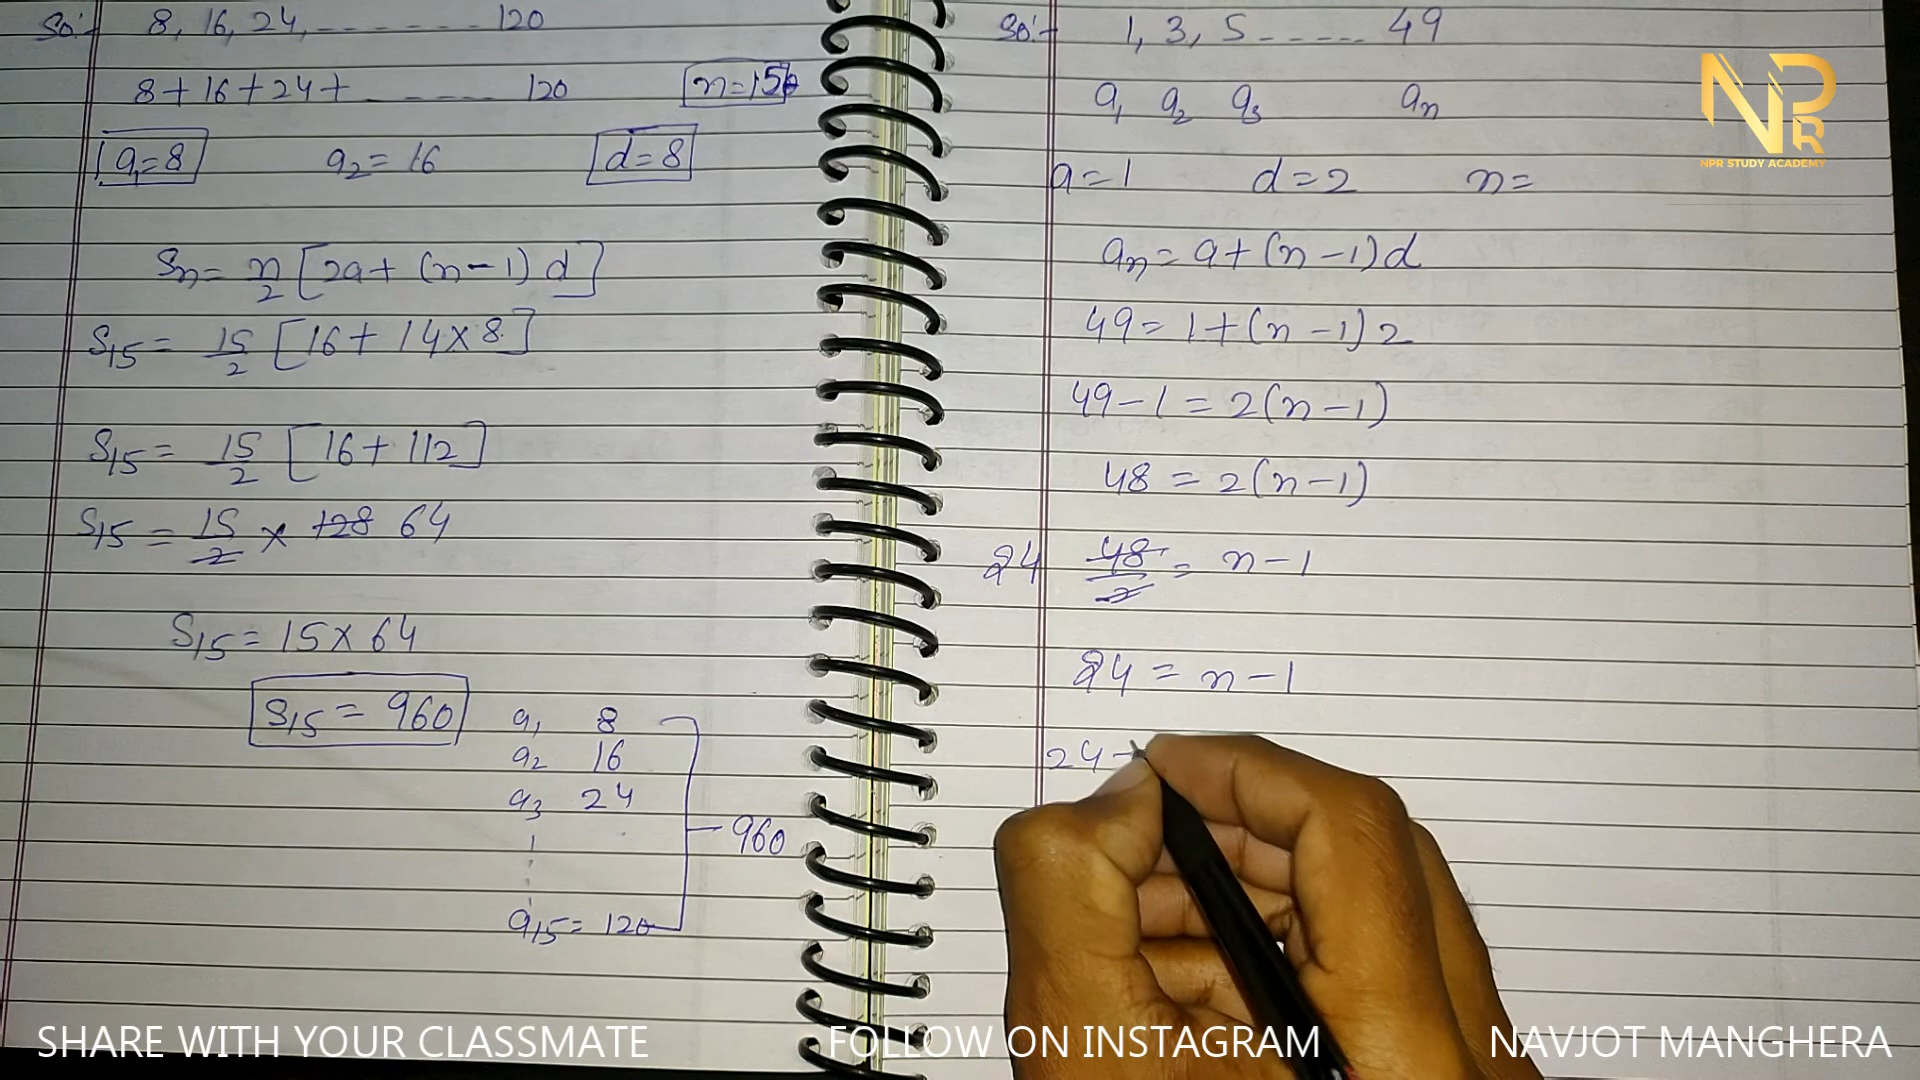 So:- 8, 16, 24, ------- 120
8 + 16 + 24 + ------ 120 n=15
a₁=8 a₂ = 16 d=8
Sn = n/2 [2a + (n-1) d]
S₁₅ = 15/2 [16 + 14 × 8]
S₁₅ = 15/2 [16 + 112]
S₁₅ = 15/2 × 128 64
S₁₅ = 15 × 64
S₁₅ = 960
a₁ 8
a₂ 16
a₃ 24
960
a₁₅ = 120
So:- 1, 3, 5 ----- 49
a₁ a₂ a₃ an
a = 1 d = 2 n =
an = a + (n-1)d
49 = 1 + (n-1) 2
49 - 1 = 2(n-1)
48 = 2(n-1)
24 48/2 = n-1
24 = n-1
24 +
NPR
NPR STUDY ACADEMY
SHARE WITH YOUR CLASSMATE FOLLOW ON INSTAGRAM NAVJOT MANGHERA